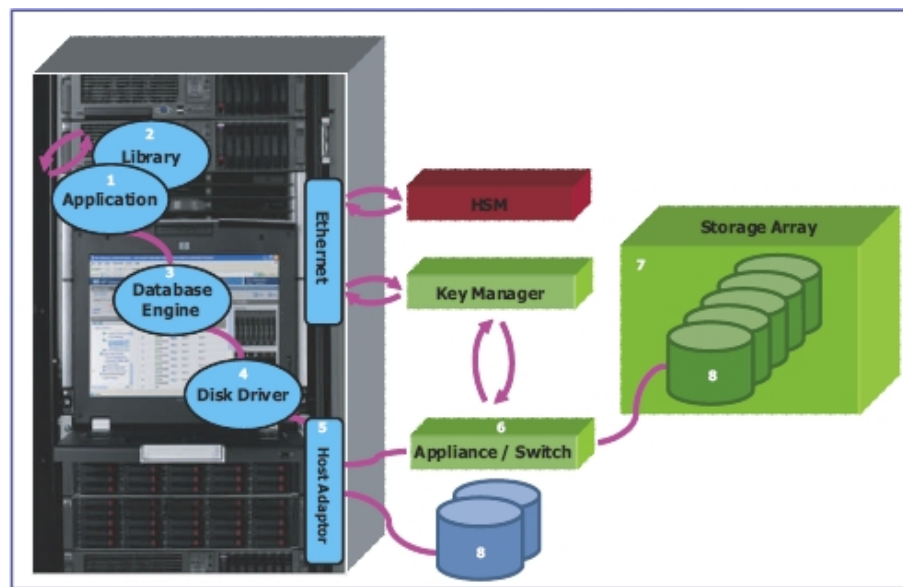 2
Library
1
Application
3
Database
Engine
4
Disk Driver
5
Host Adaptor
Ethernet
HSM
Key Manager
6
Appliance / Switch
8
Storage Array
7
8